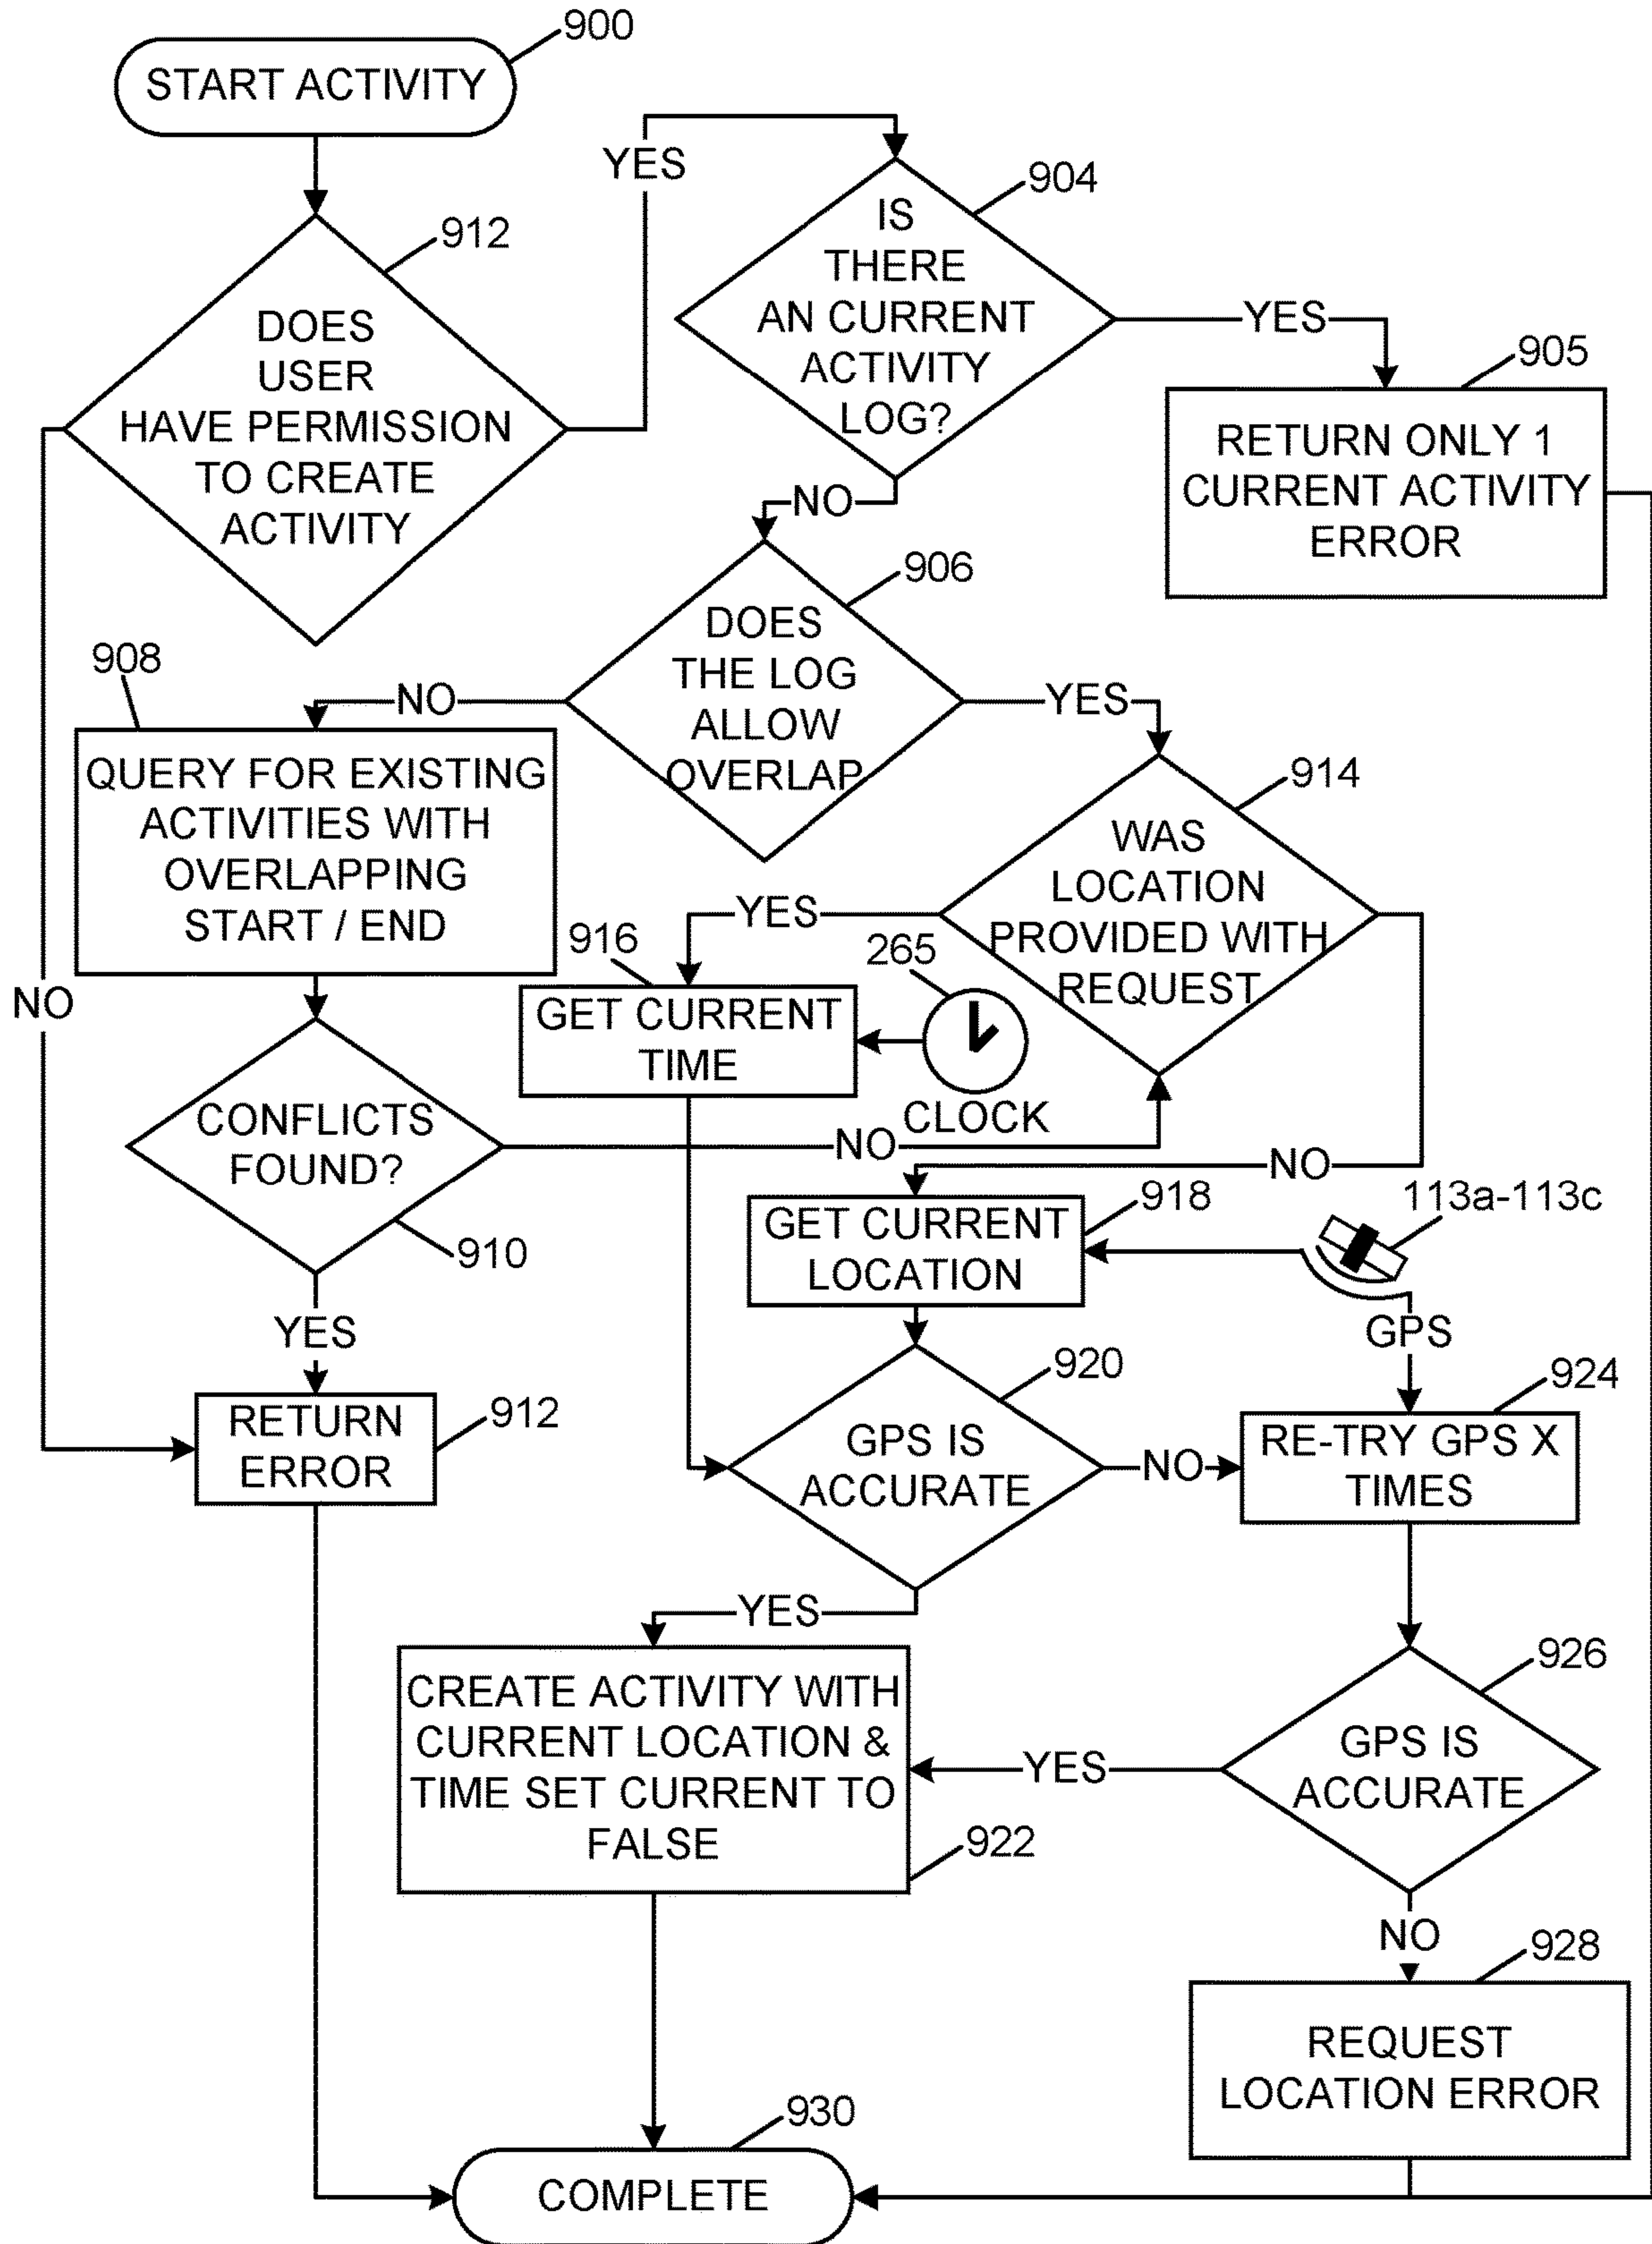 900
START ACTIVITY
YES
904
912
IS
THERE
AN CURRENT
ACTIVITY
LOG?
YES
905
DOES
USER
HAVE PERMISSION
TO CREATE
ACTIVITY
RETURN ONLY 1
CURRENT ACTIVITY
ERROR
NO
906
DOES
THE LOG
ALLOW
OVERLAP
908
NO
YES
QUERY FOR EXISTING
ACTIVITIES WITH
OVERLAPPING
START / END
914
WAS
LOCATION
PROVIDED WITH
REQUEST
YES
916
265
NO
GET CURRENT
TIME
CLOCK
CONFLICTS
FOUND?
NO
NO
910
918
113a-113c
GET CURRENT
LOCATION
GPS
YES
920
924
RETURN
ERROR
912
GPS IS
ACCURATE
NO
RE-TRY GPS X
TIMES
YES
926
CREATE ACTIVITY WITH
CURRENT LOCATION &
TIME SET CURRENT TO
FALSE
922
YES
GPS IS
ACCURATE
NO
928
REQUEST
LOCATION ERROR
930
COMPLETE